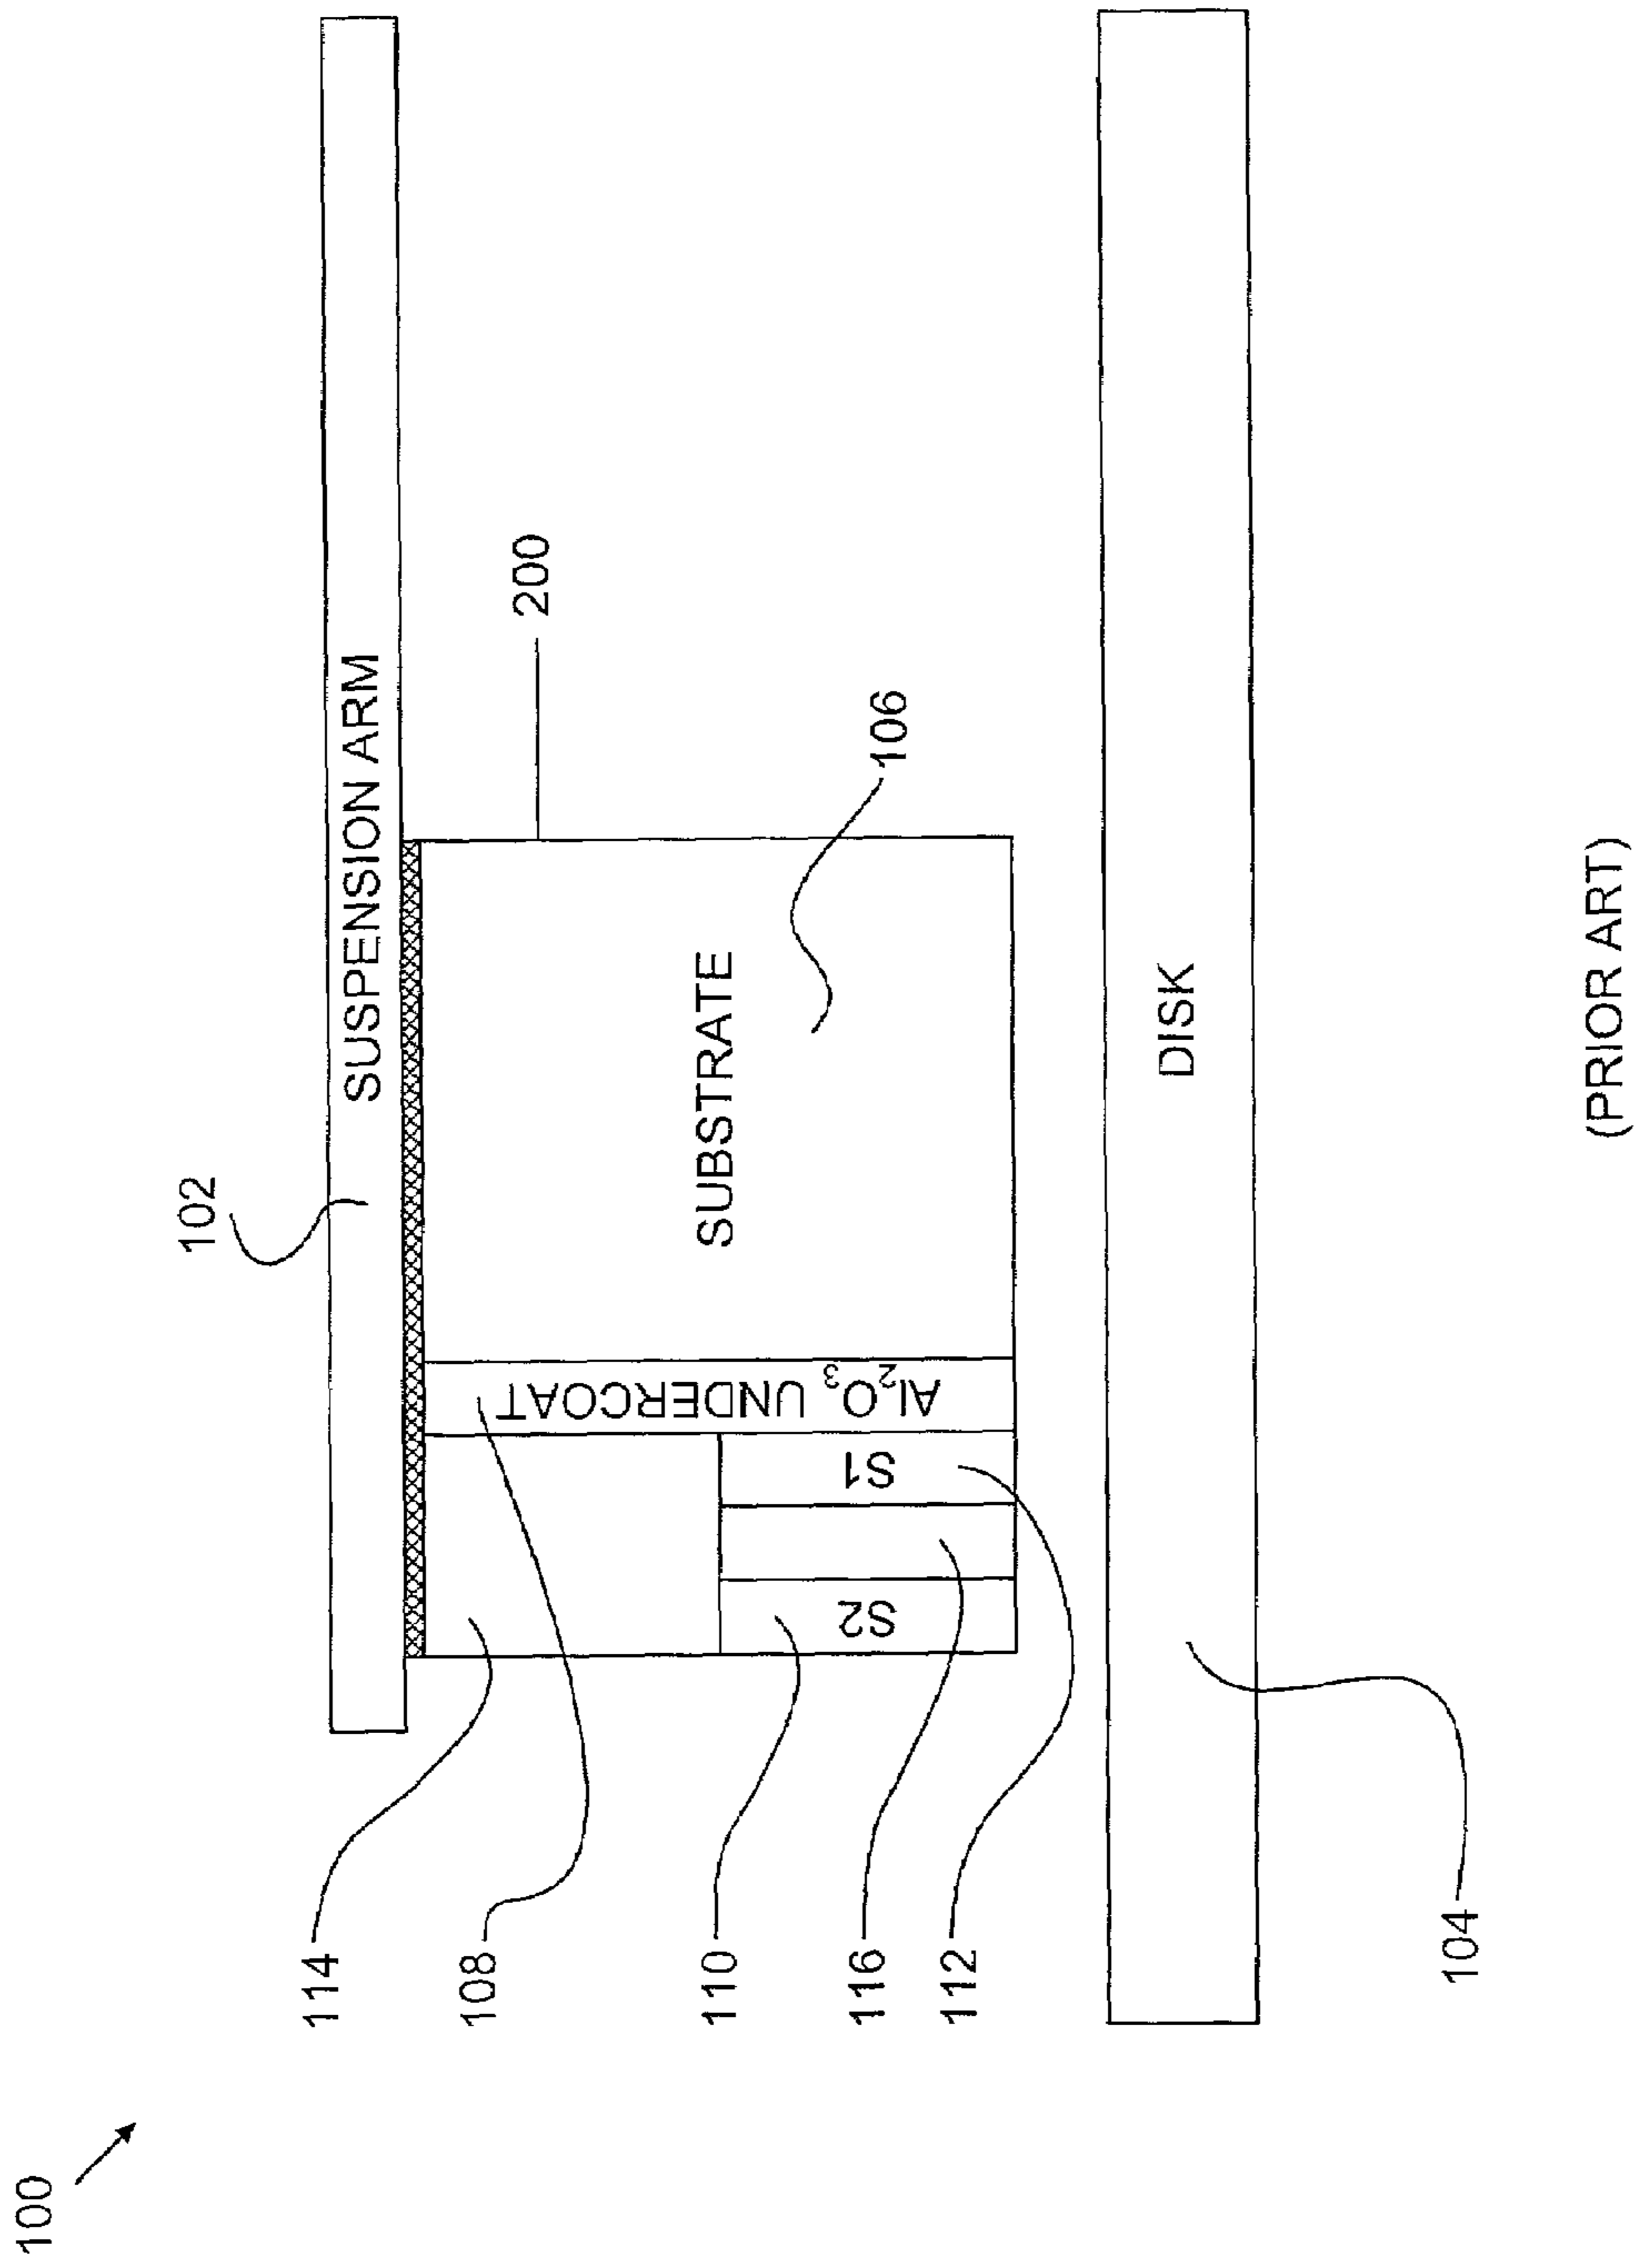 100
102
SUSPENSION ARM
114
108
200
Al₂O₃ UNDERCOAT
SUBSTRATE
110
S2
S1
116
106
112
DISK
104
(PRIOR ART)